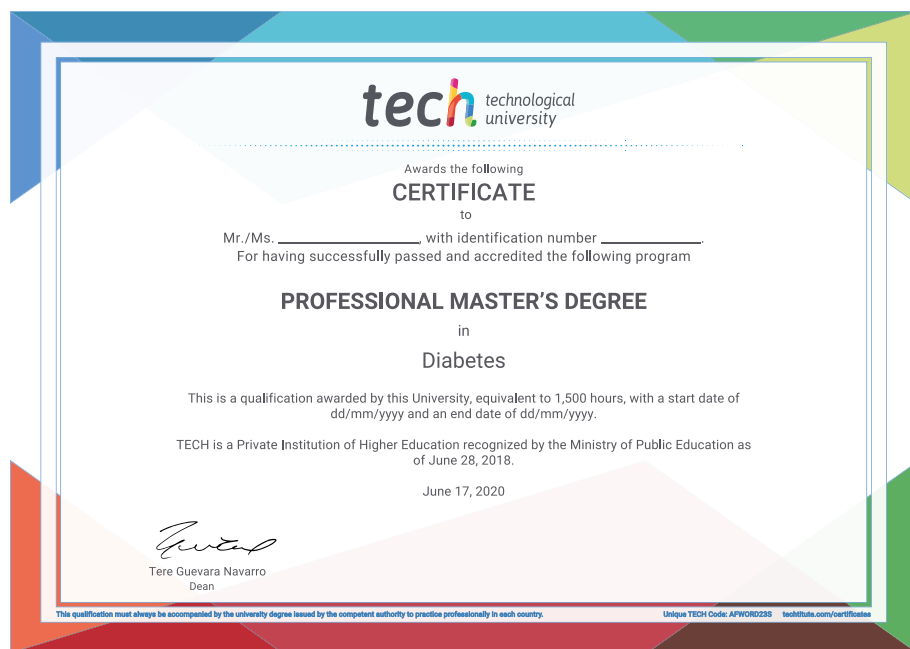 tech technological
university
Awards the following
CERTIFICATE
to
Mr./Ms. ____________, with identification number ____________.
For having successfully passed and accredited the following program
PROFESSIONAL MASTER'S DEGREE
in
Diabetes
This is a qualification awarded by this University, equivalent to 1,500 hours, with a start date of
dd/mm/yyyy and an end date of dd/mm/yyyy.
TECH is a Private Institution of Higher Education recognized by the Ministry of Public Education as
of June 28, 2018.
June 17, 2020
Tere Guevara Navarro
Dean
This qualification must always be accompanied by the university degree issued by the competent authority to practice professionally in each country. Unique TECH Code: AFWORD23S techtitute.com/certificates